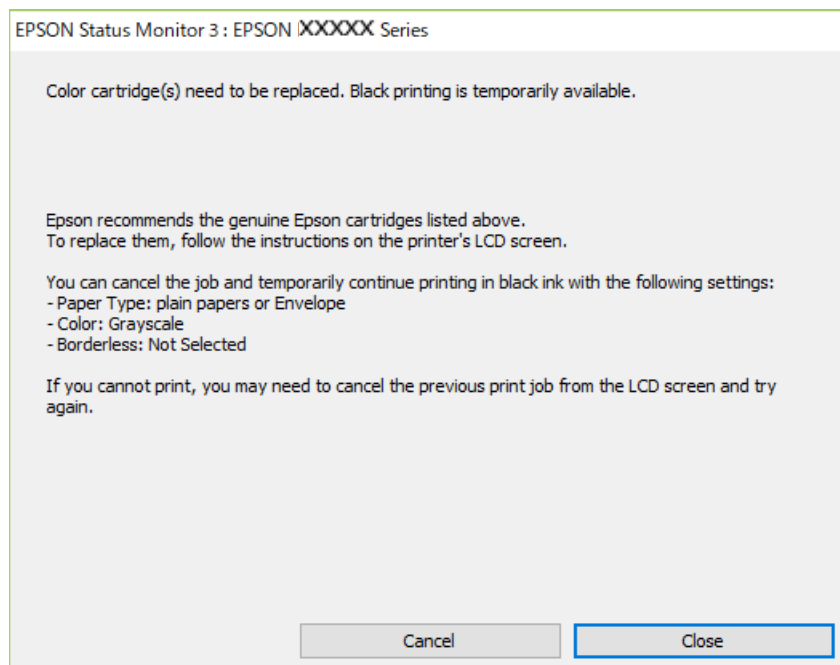 EPSON Status Monitor 3 : EPSON XXXXX Series
Color cartridge(s) need to be replaced. Black printing is temporarily available.
Epson recommends the genuine Epson cartridges listed above.
To replace them, follow the instructions on the printer's LCD screen.
You can cancel the job and temporarily continue printing in black ink with the following settings:
- Paper Type: plain papers or Envelope
- Color: Grayscale
- Borderless: Not Selected
If you cannot print, you may need to cancel the previous print job from the LCD screen and try
again.
Cancel
Close